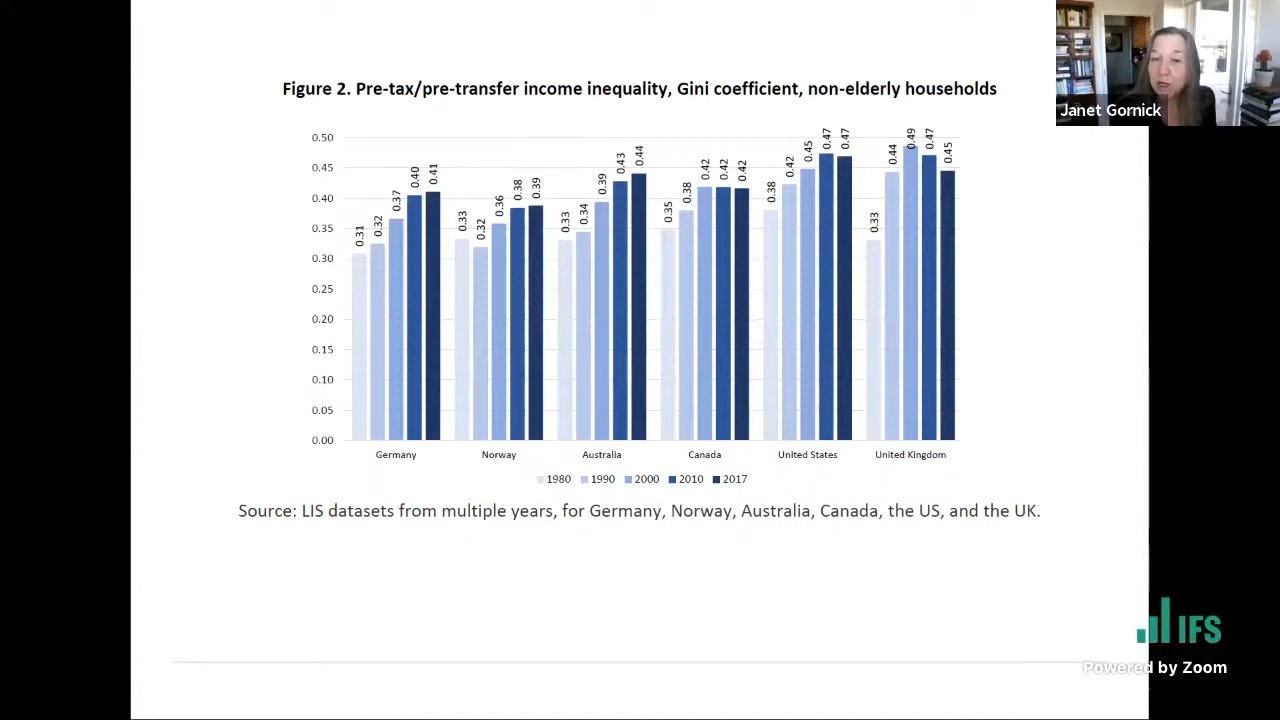 Janet Gornick
Figure 2. Pre-tax/pre-transfer income inequality, Gini coefficient, non-elderly households
0.50
0.45
0.40
0.35
0.30
0.25
0.20
0.15
0.10
0.05
0.00
0.31 0.32 0.37 0.40 0.41
0.33 0.32 0.36 0.38 0.39
0.33 0.34 0.39 0.43 0.44
0.35 0.38 0.42 0.42 0.42
0.38 0.42 0.45 0.47 0.47
0.33 0.44 0.49 0.47 0.45
Germany Norway Australia Canada United States United Kingdom
1980 1990 2000 2010 2017
Source: LIS datasets from multiple years, for Germany, Norway, Australia, Canada, the US, and the UK.
IFS
Powered by Zoom